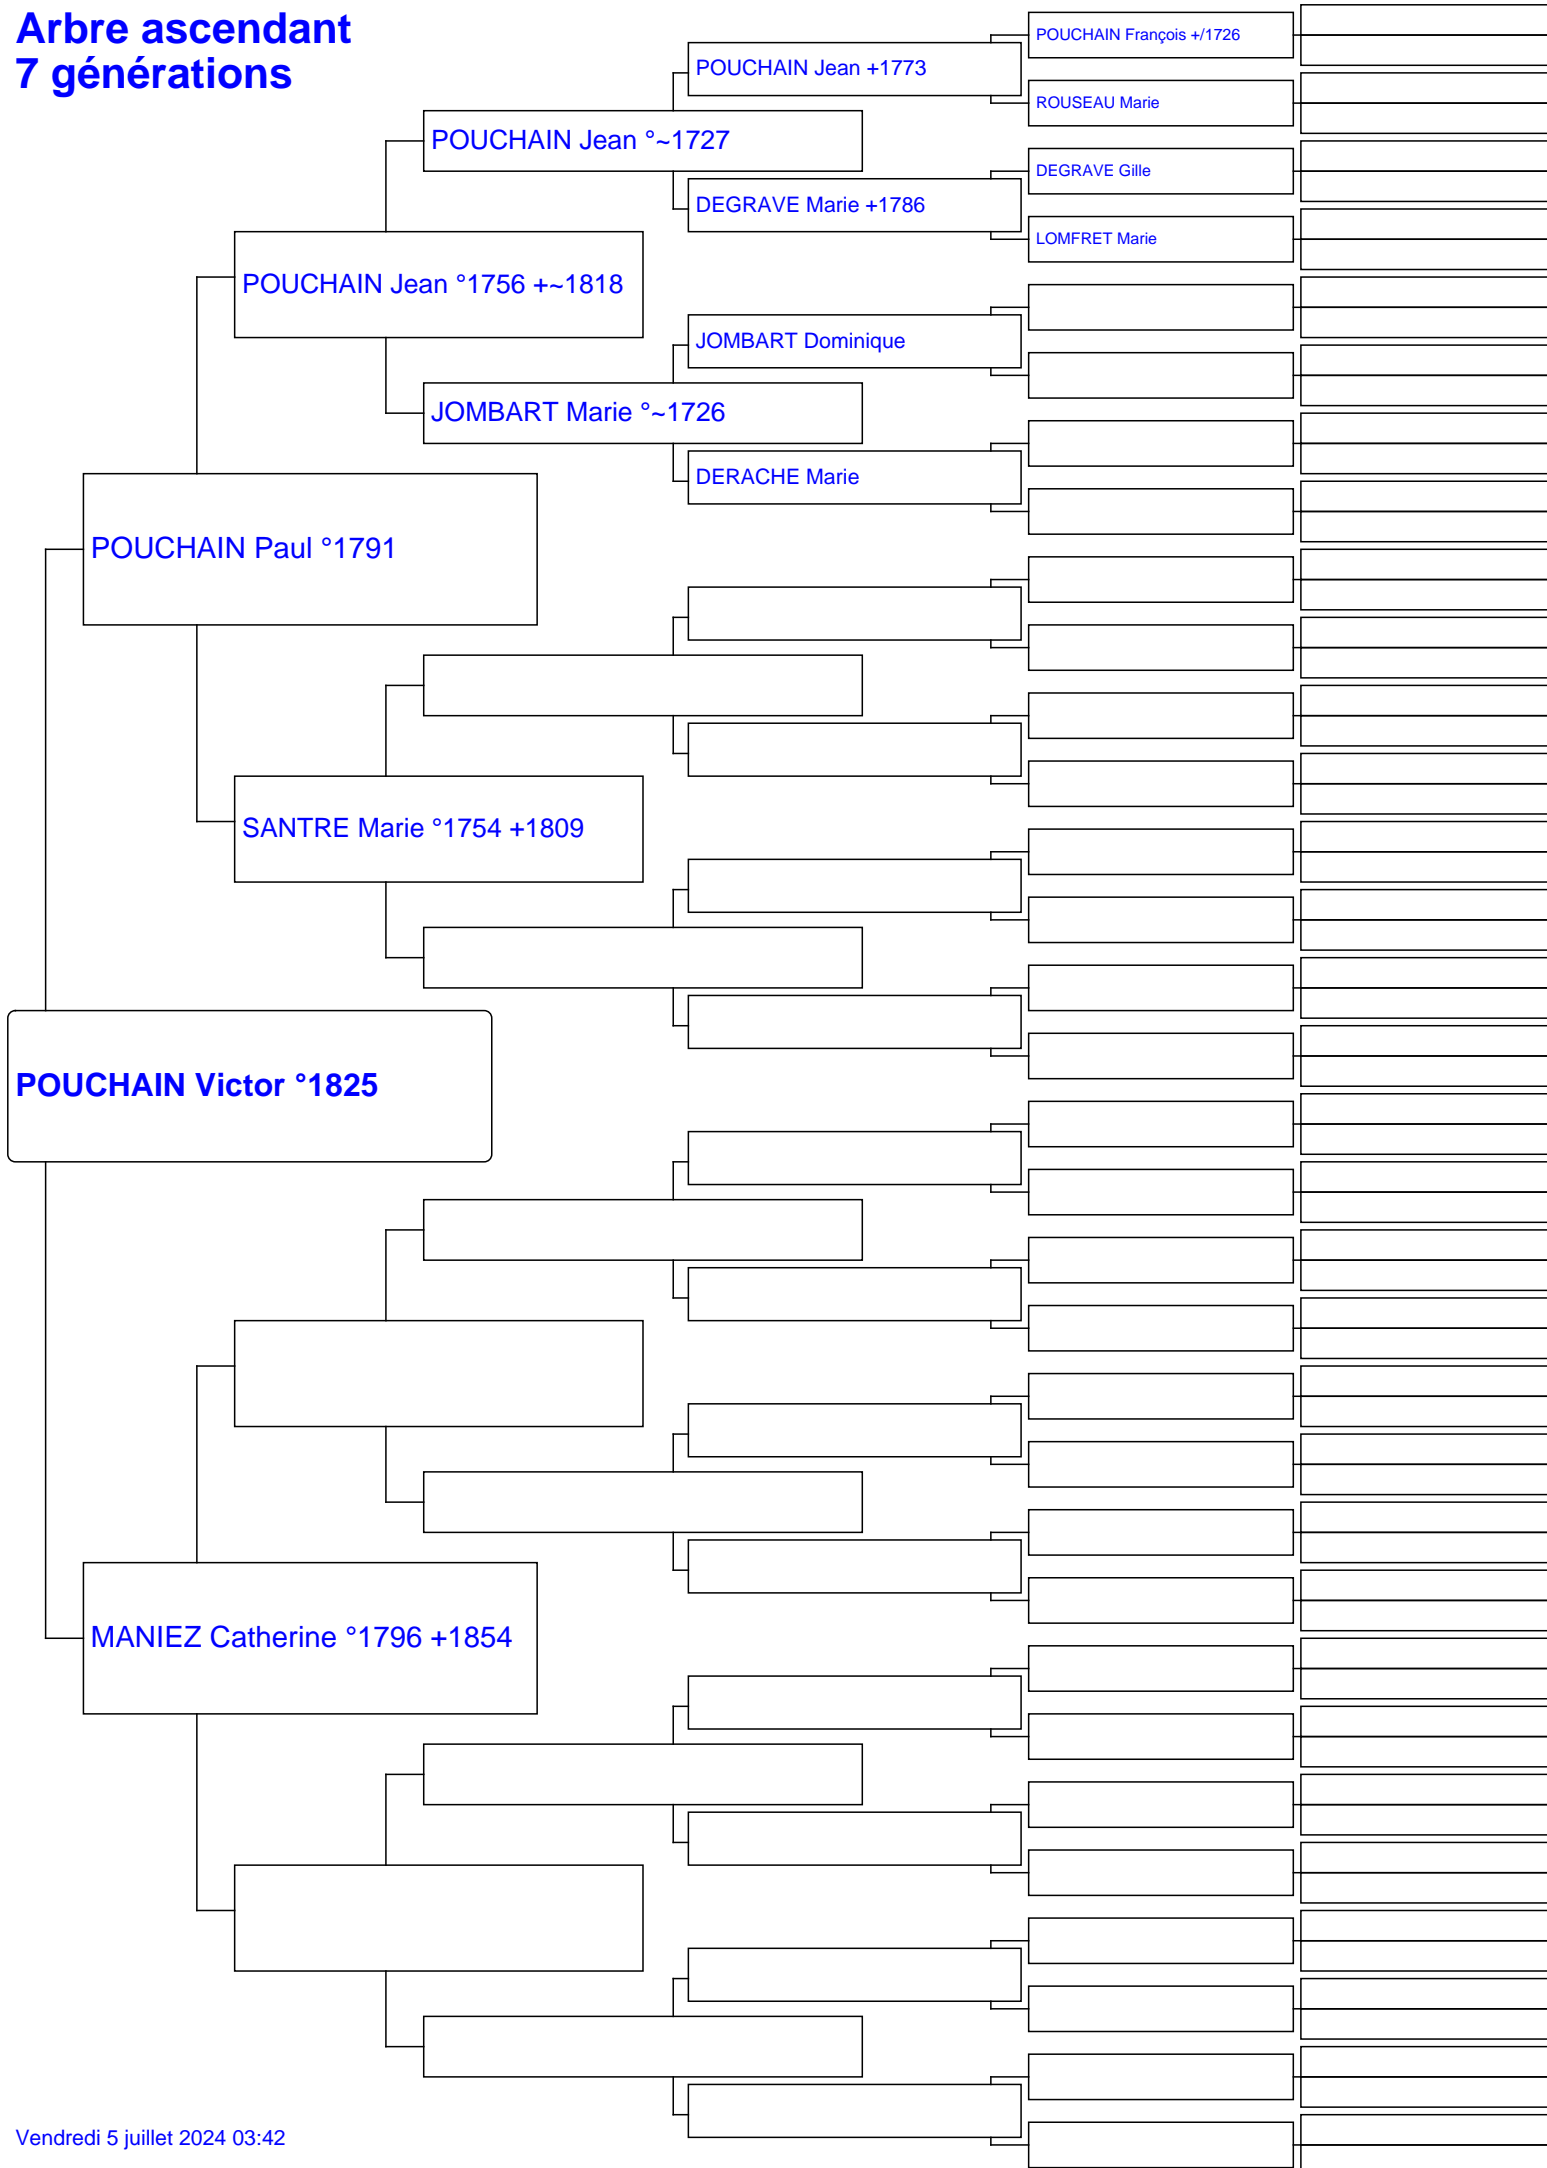 Arbre ascendant
7 générations
POUCHAIN François +/1726
POUCHAIN Jean +1773
ROUSEAU Marie
POUCHAIN Jean °~1727
DEGRAVE Gille
DEGRAVE Marie +1786
LOMFRET Marie
POUCHAIN Jean °1756 +~1818
JOMBART Dominique
JOMBART Marie °~1726
DERACHE Marie
POUCHAIN Paul °1791
SANTRE Marie °1754 +1809
POUCHAIN Victor °1825
MANIEZ Catherine °1796 +1854
Vendredi 5 juillet 2024 03:42